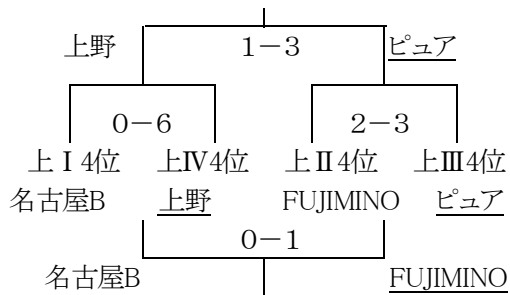 上野 1－3 ピュア
0－6 2－3
上Ⅰ4位 上Ⅳ4位 上Ⅱ4位 上Ⅲ4位
名古屋B 上野 FUJIMINO ピュア
0－1
名古屋B FUJIMINO